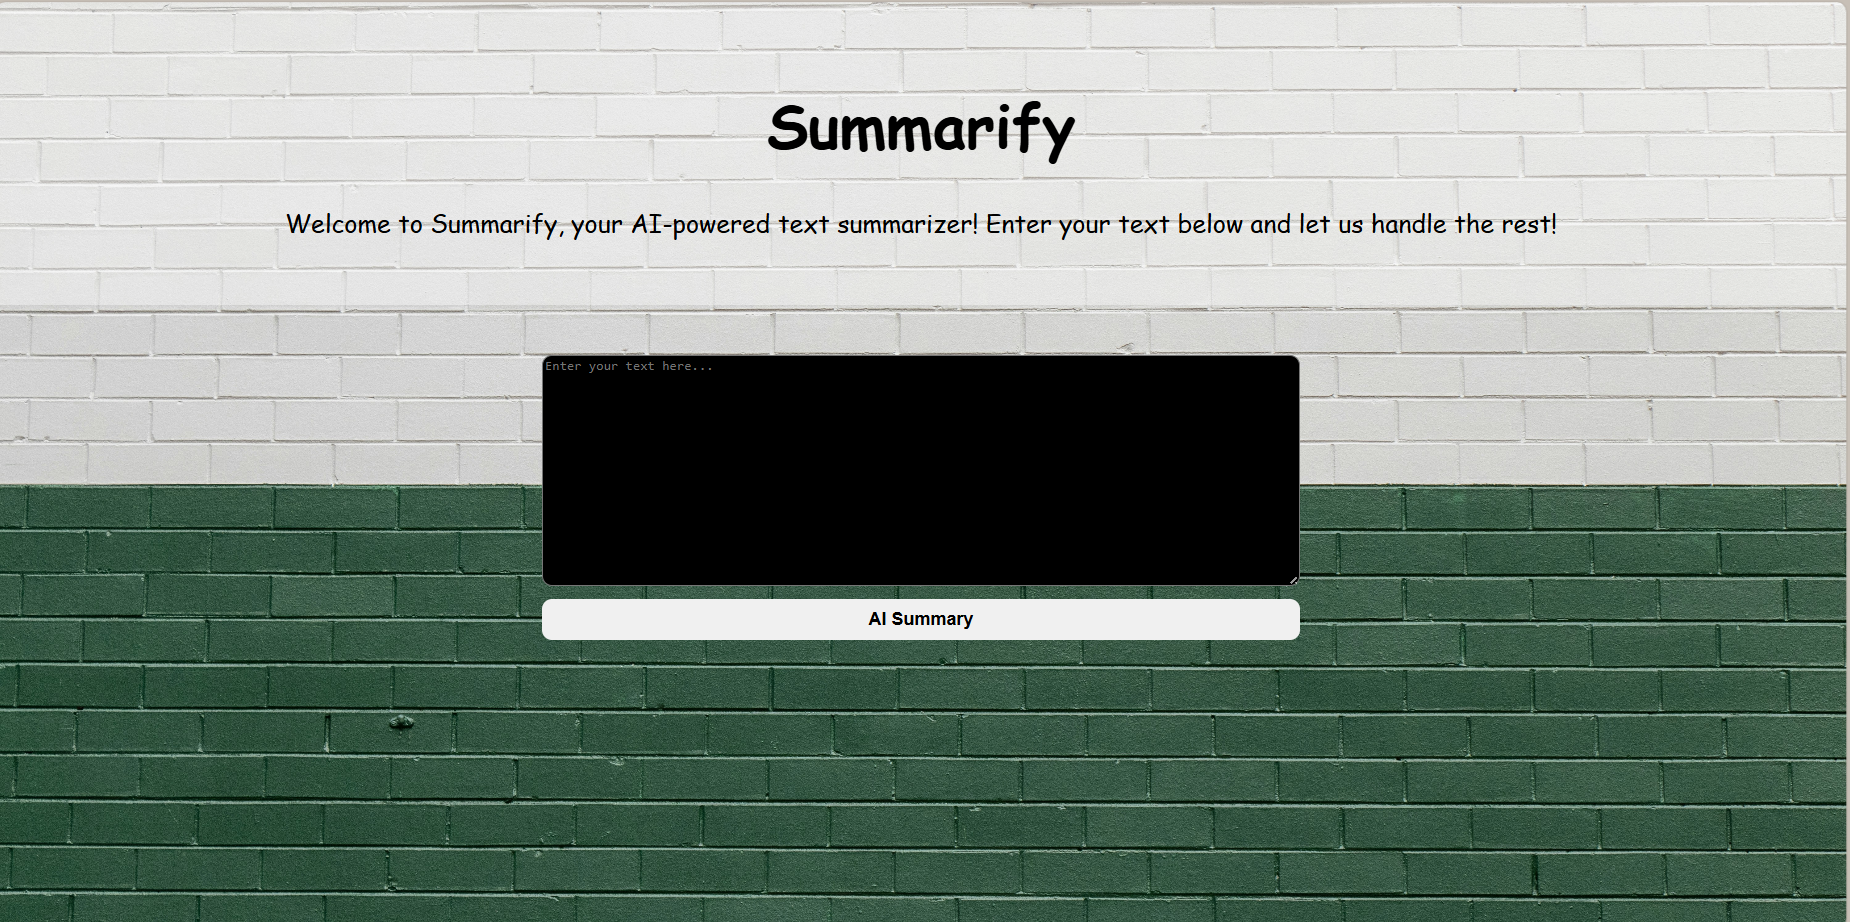 Summarify
Welcome to Summarify, your AI-powered text summarizer! Enter your text below and let us handle the rest!
Enter your text here...
AI Summary